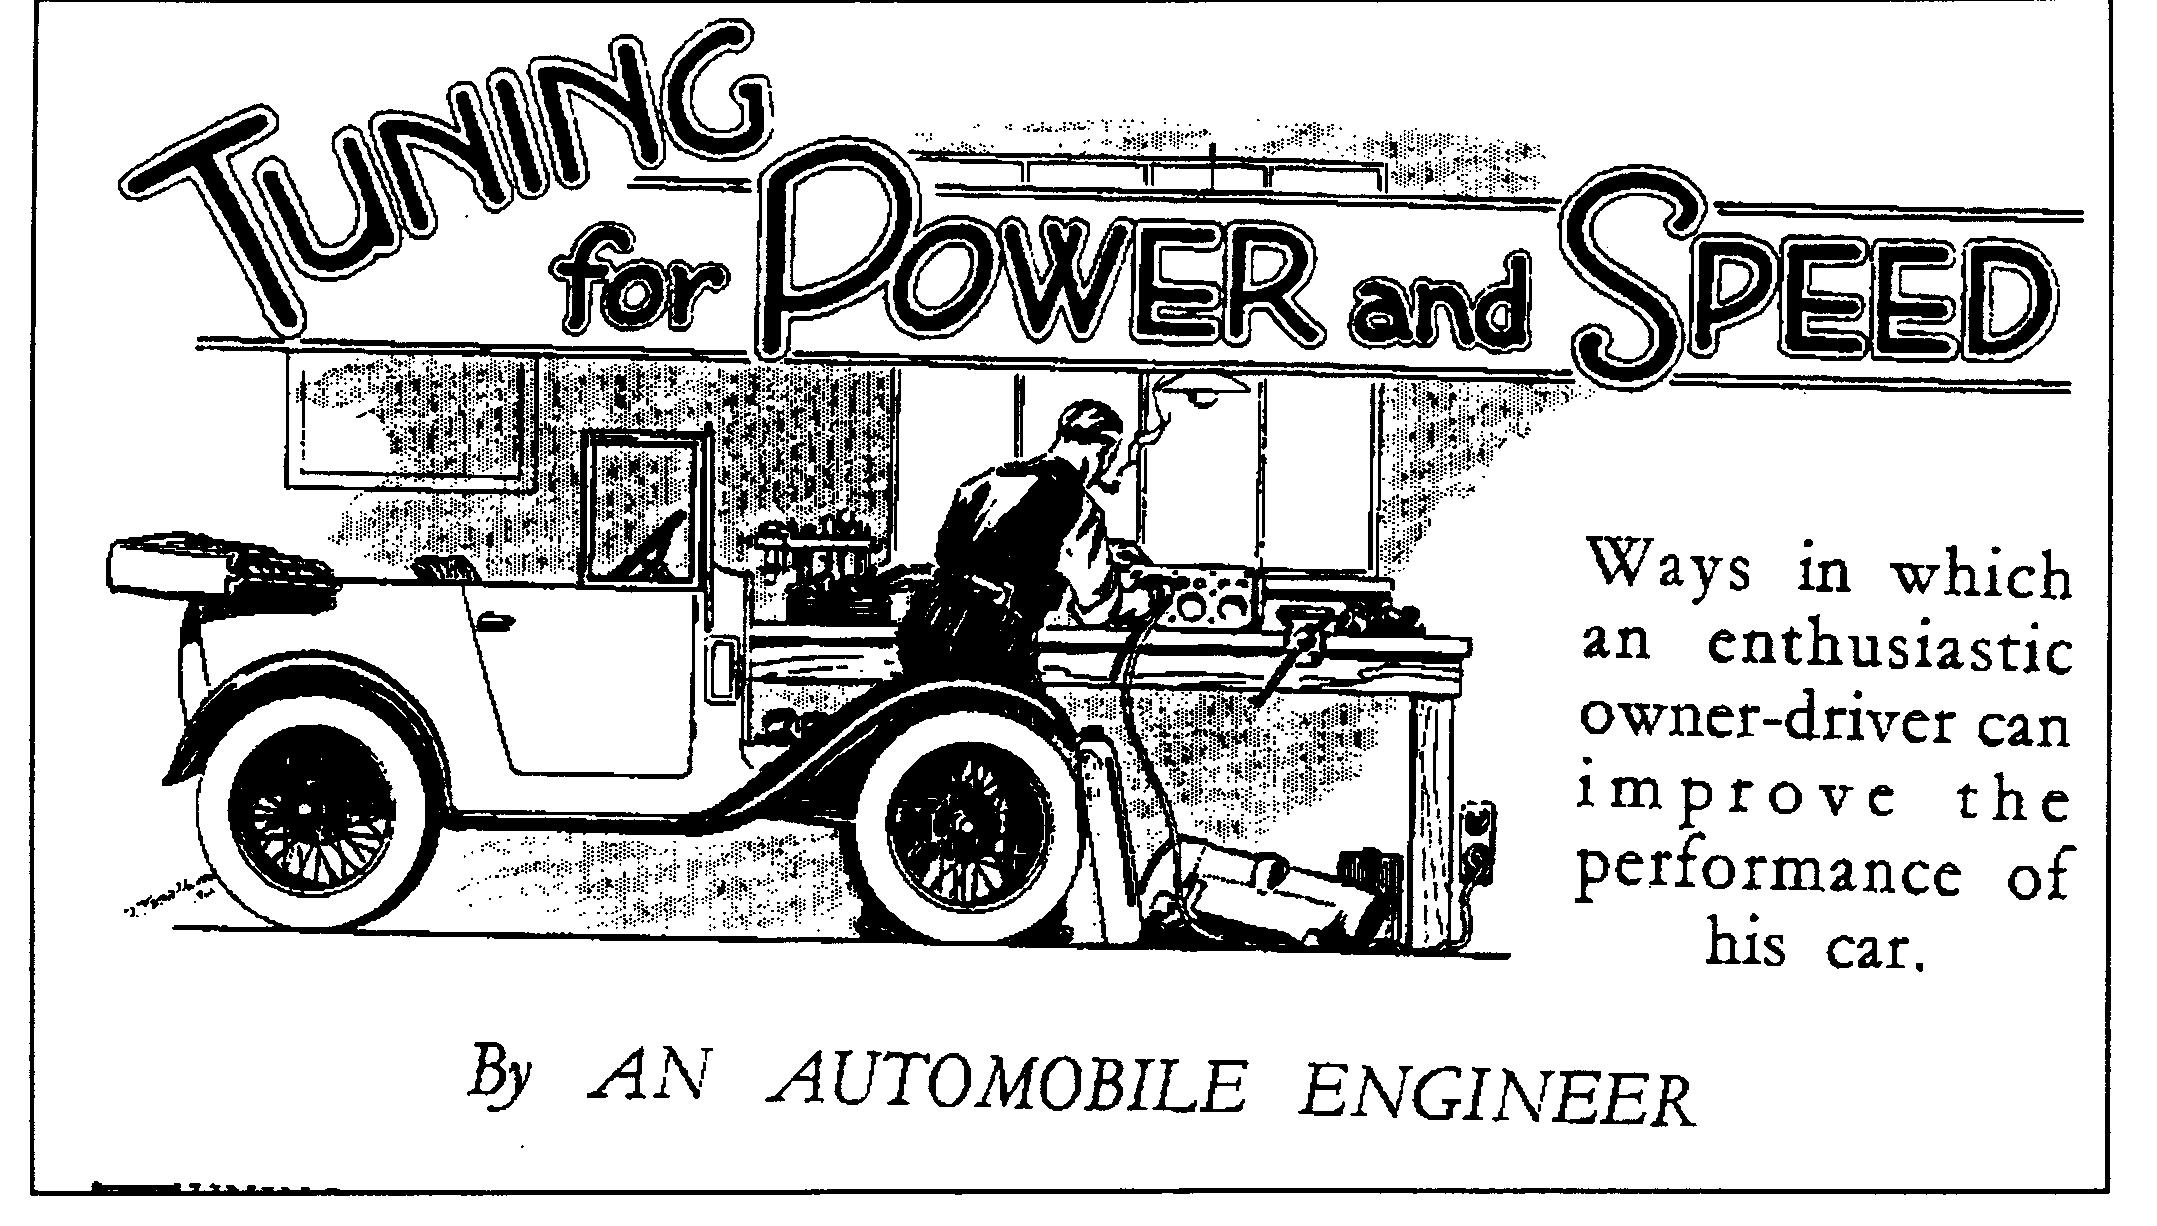 TUNING
for POWER and SPEED
Ways in which
an enthusiastic
owner-driver can
improve the
performance of
his car.
By AN AUTOMOBILE ENGINEER